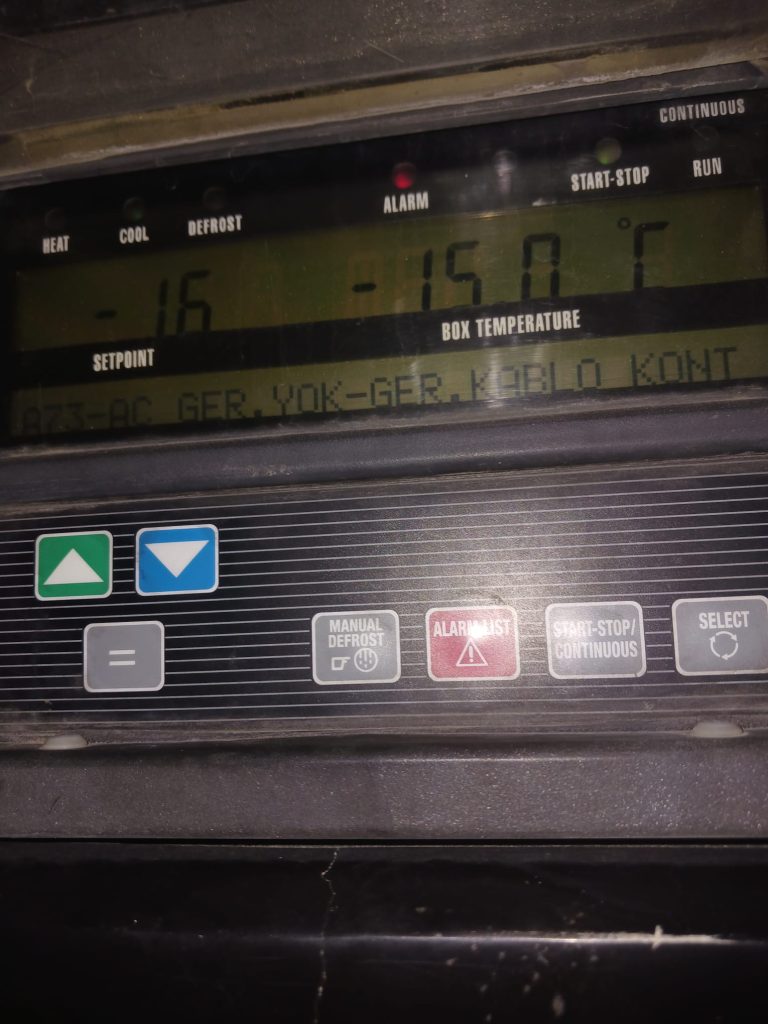 CONTINUOUS
HEAT COOL DEFROST ALARM START-STOP RUN
-16 -15.0 °C
SETPOINT BOX TEMPERATURE
A73-AC GER.YOK-GER.KABLO KONT
=
MANUAL DEFROST
ALARM LIST
START-STOP/ CONTINUOUS
SELECT